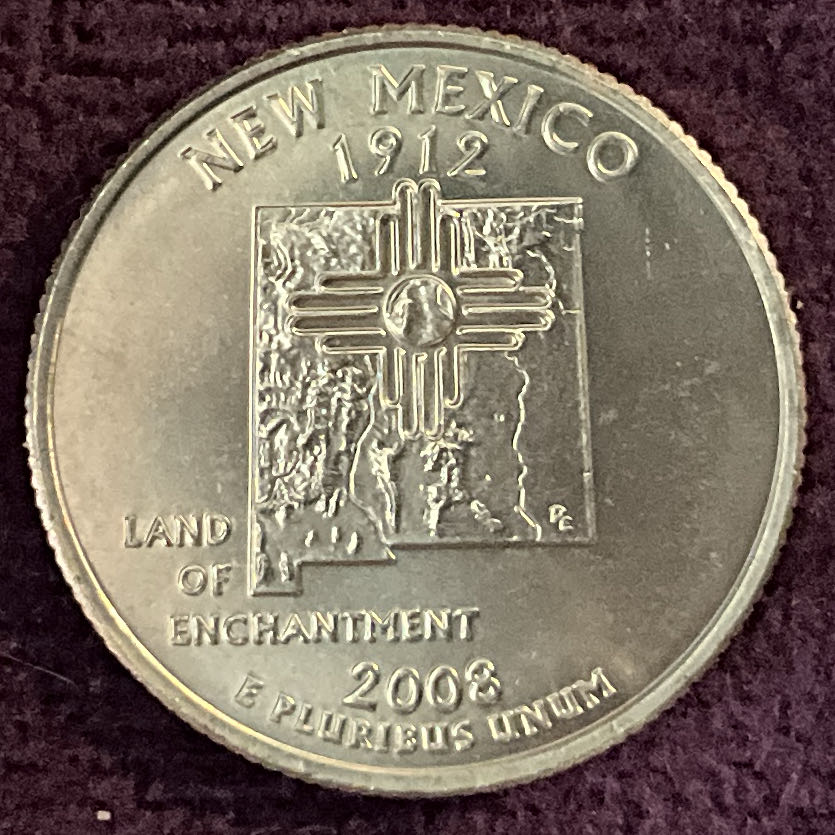 NEW MEXICO
1912
LAND
OF
ENCHANTMENT
2008
E PLURIBUS UNUM